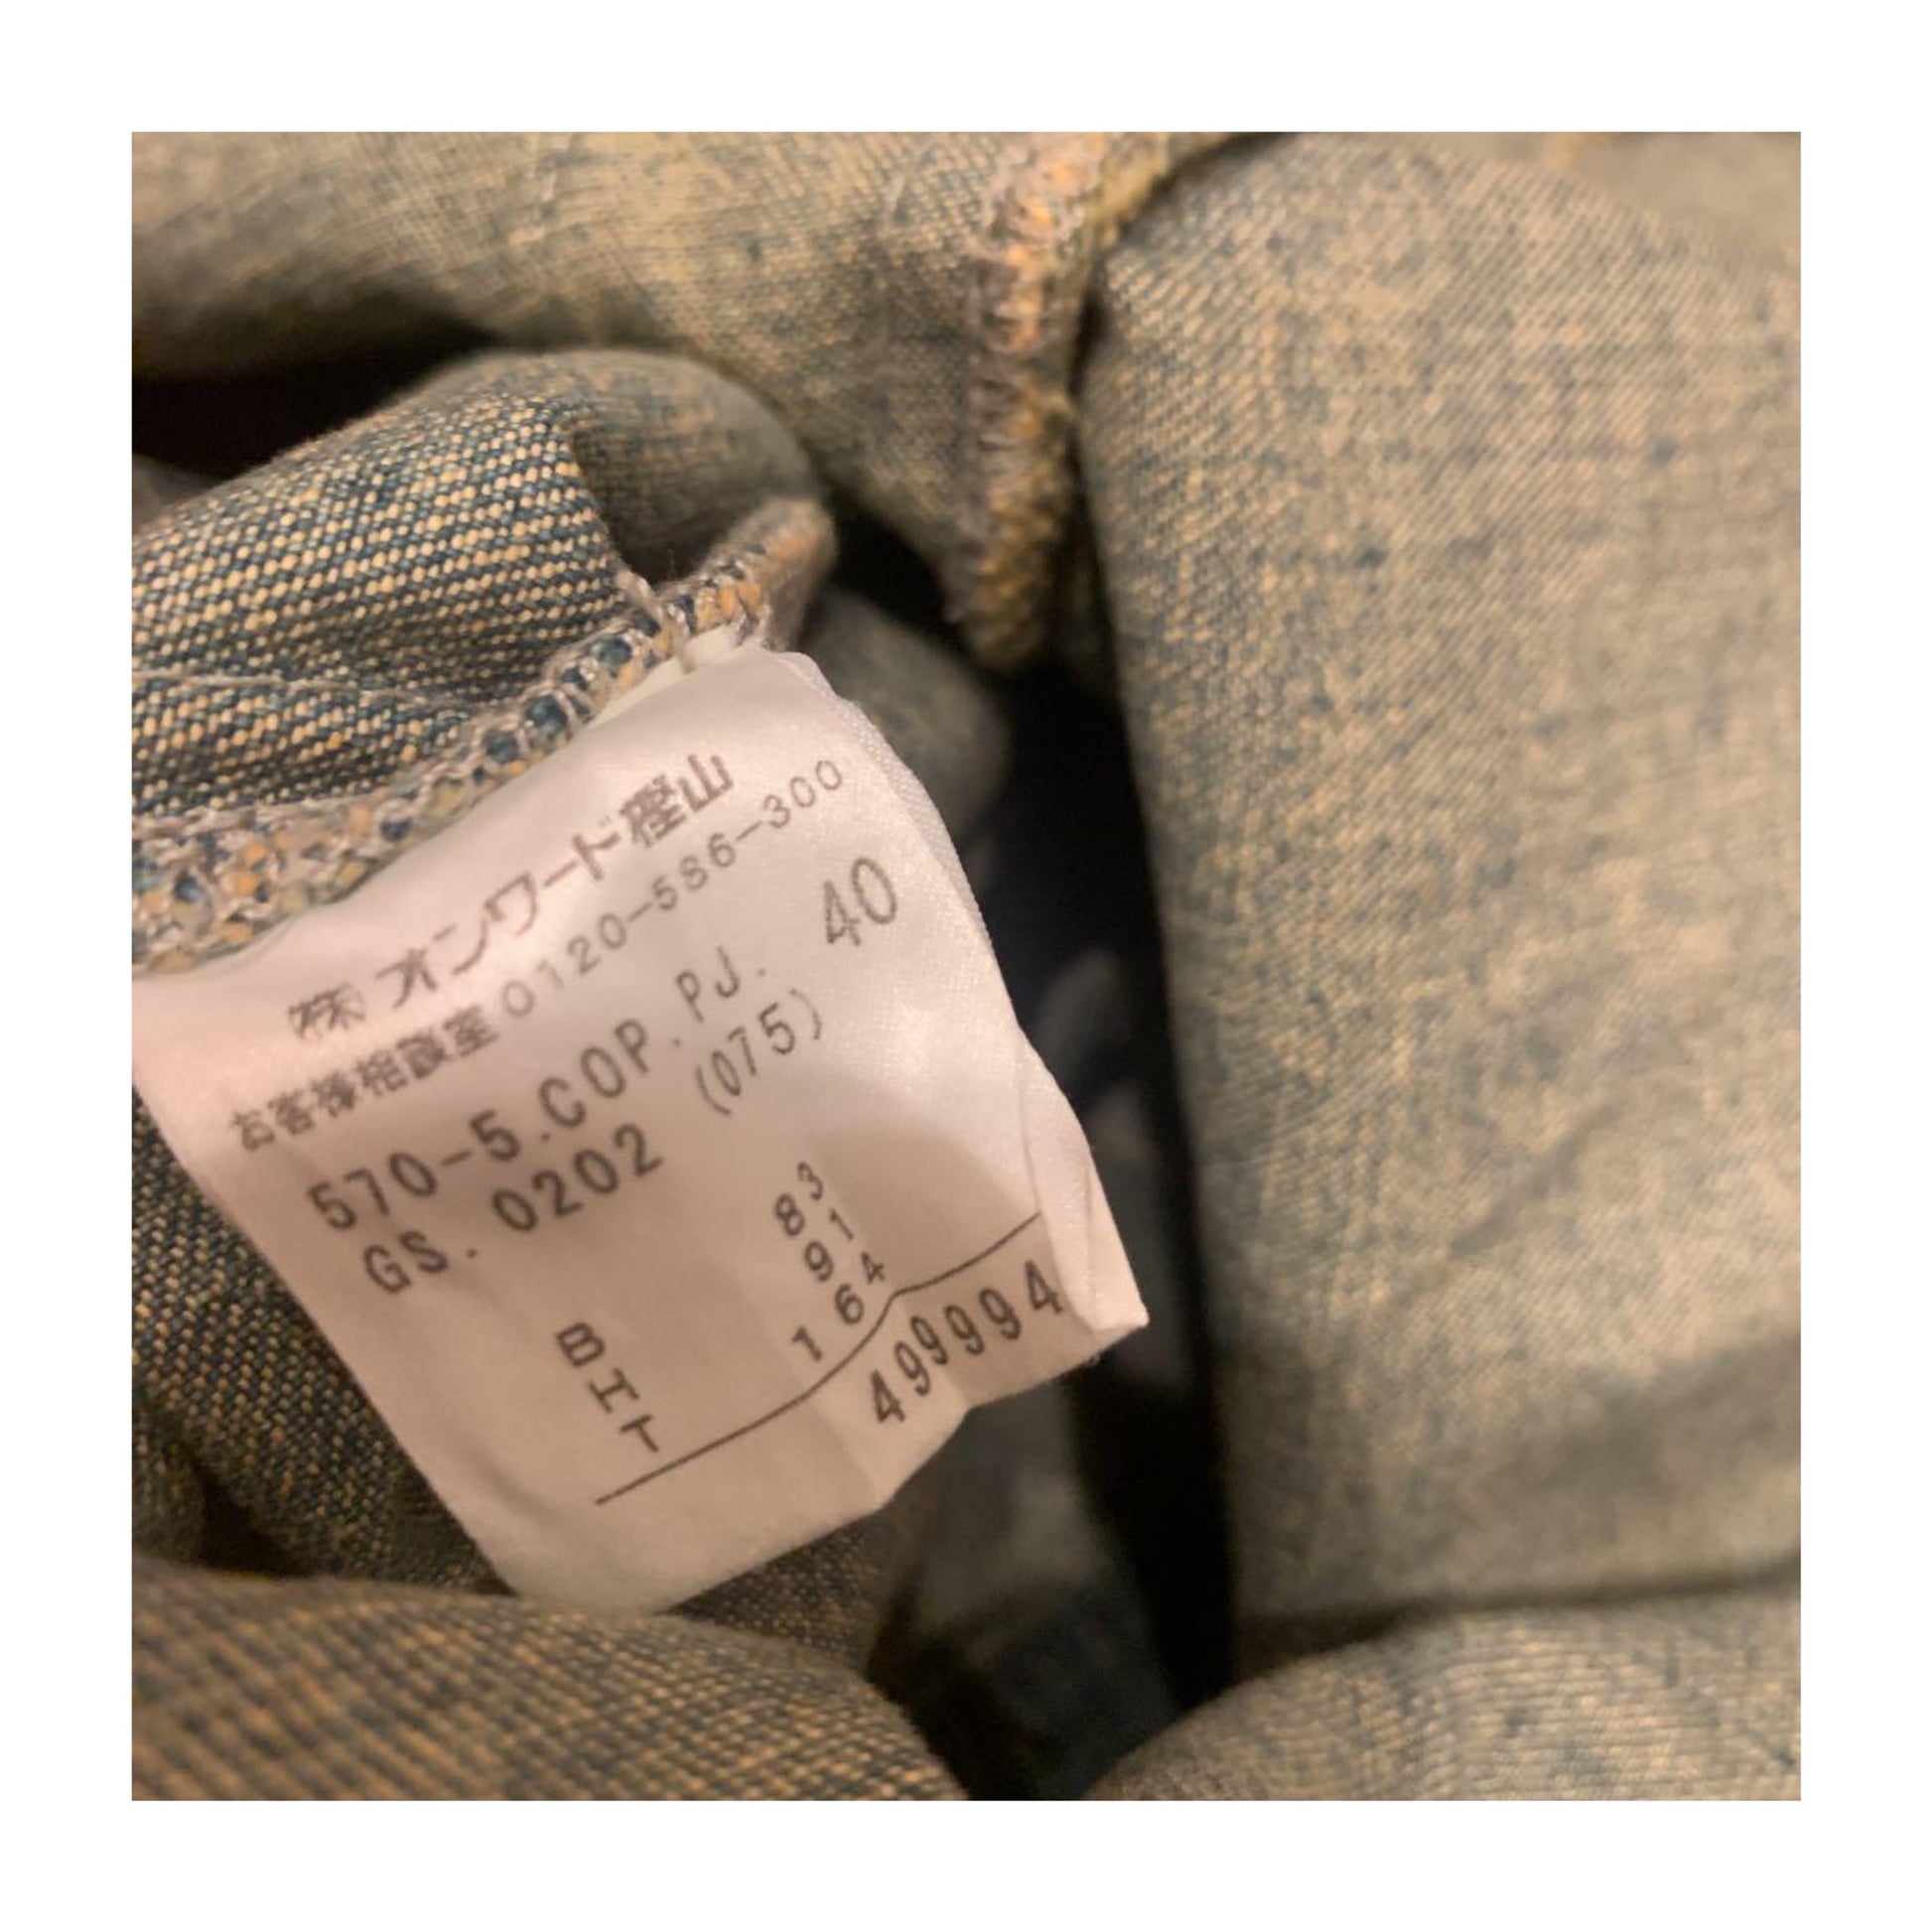 ㈱ オンワード樫山
お客様相談室0120-586-300
570-5.COP.PJ. 40
GS. 0202 (075)
B 83
H 91
T 164
499994